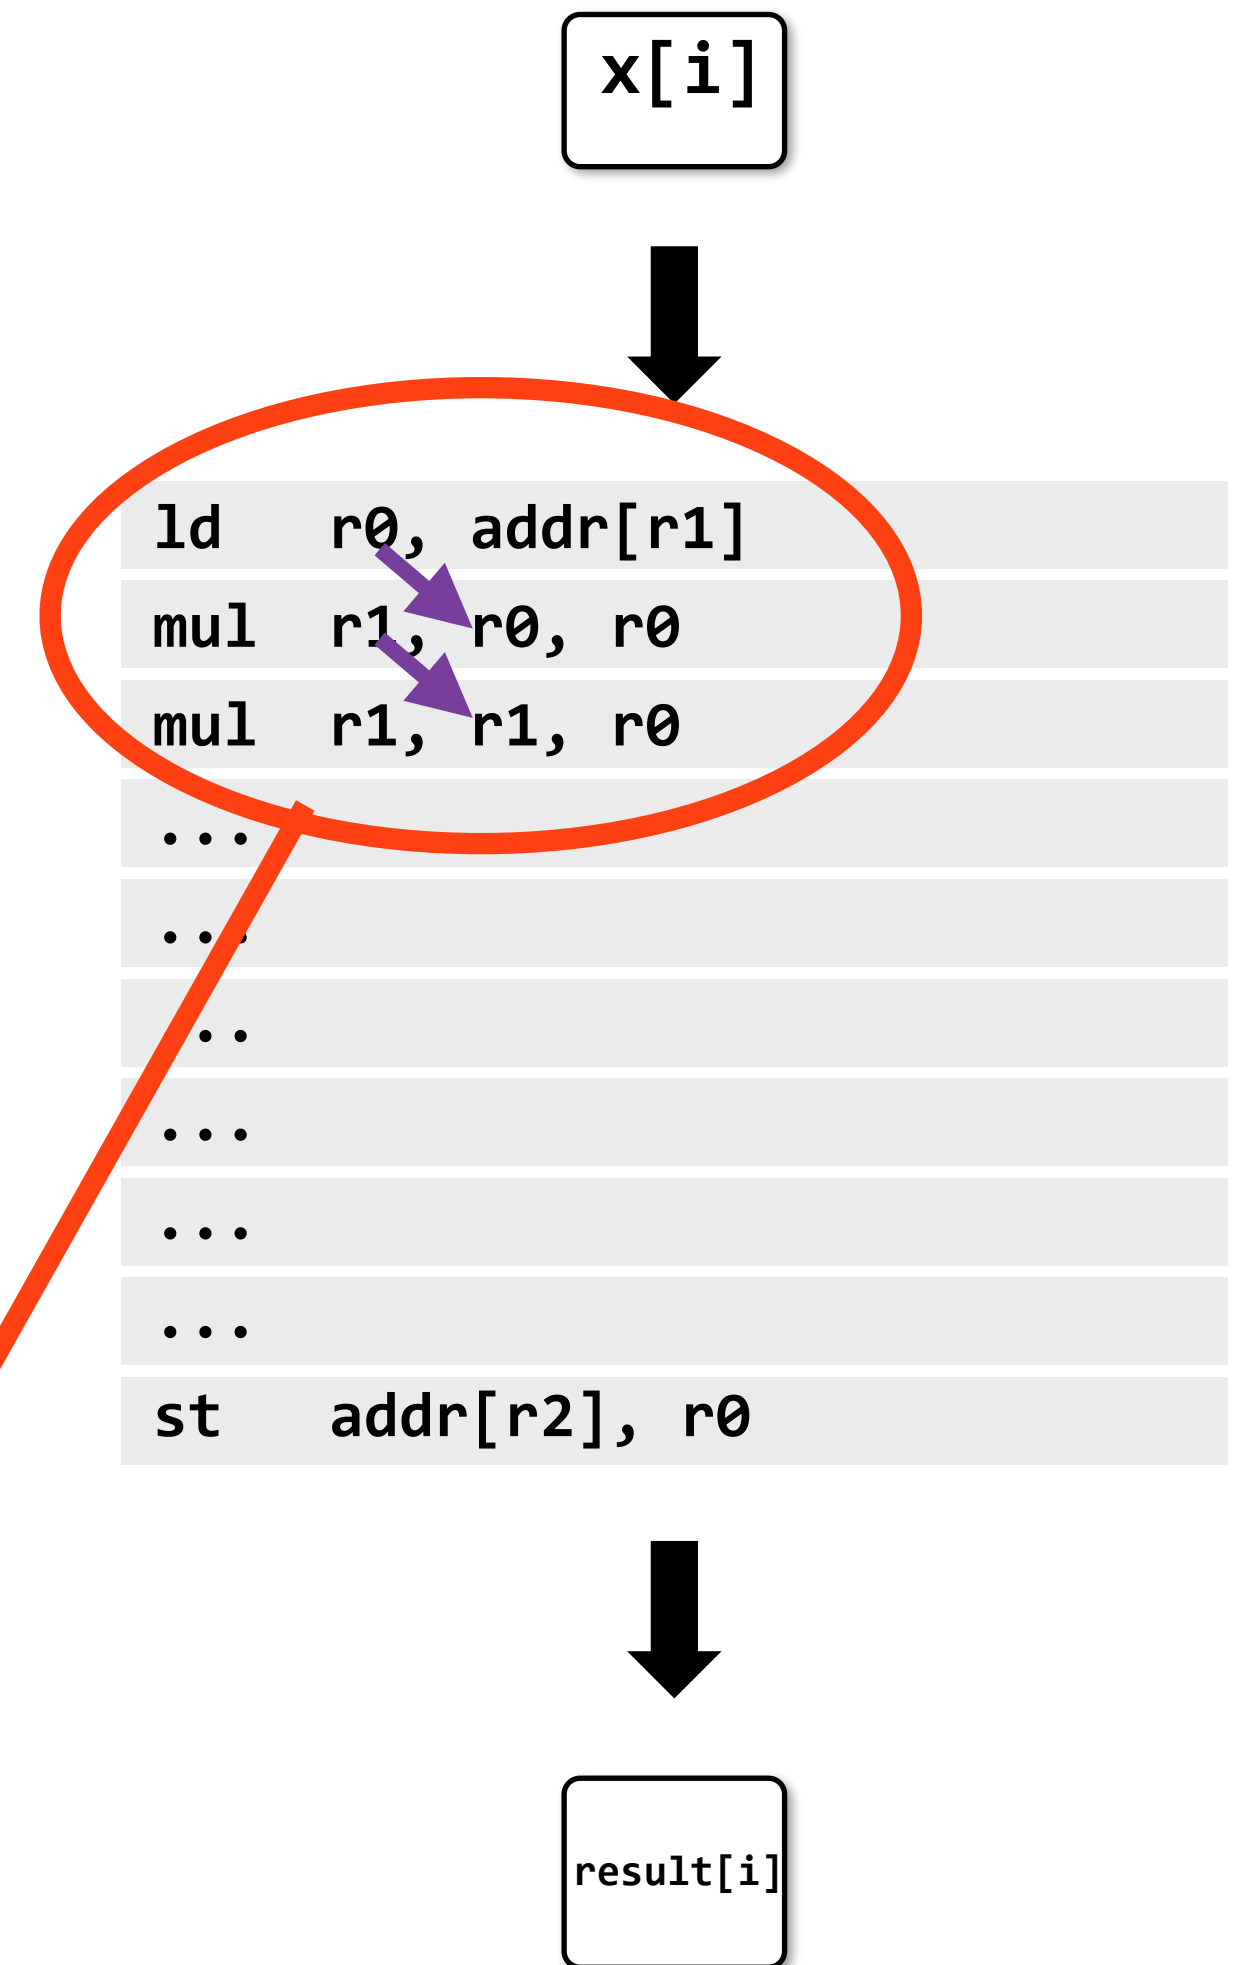 x[i]
ld r0, addr[r1]
mul r1, r0, r0
mul r1, r1, r0
...
...
...
...
...
...
st addr[r2], r0
result[i]